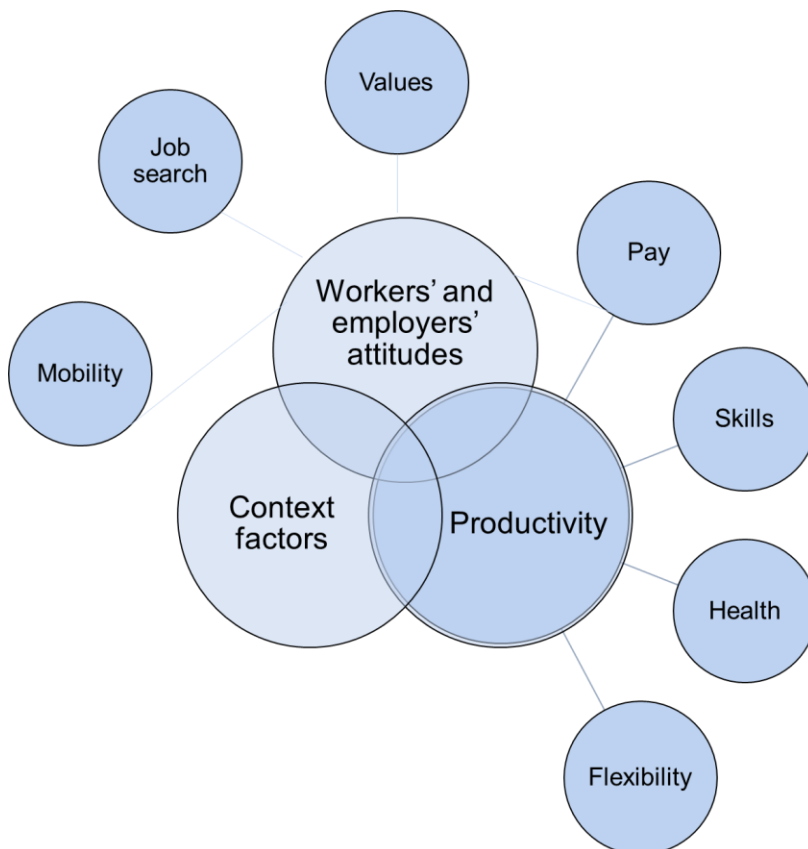 Values
Job
search
Pay
Workers’ and
employers’
attitudes
Mobility
Skills
Context
factors
Productivity
Health
Flexibility